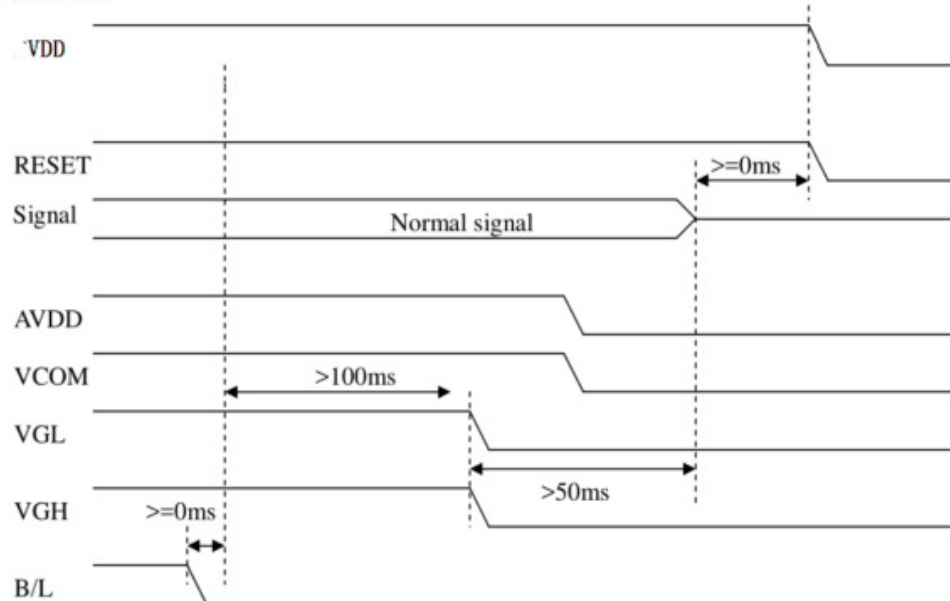 VDD
RESET
>=0ms
Signal
Normal signal
AVDD
VCOM
>100ms
VGL
>50ms
VGH
>=0ms
B/L